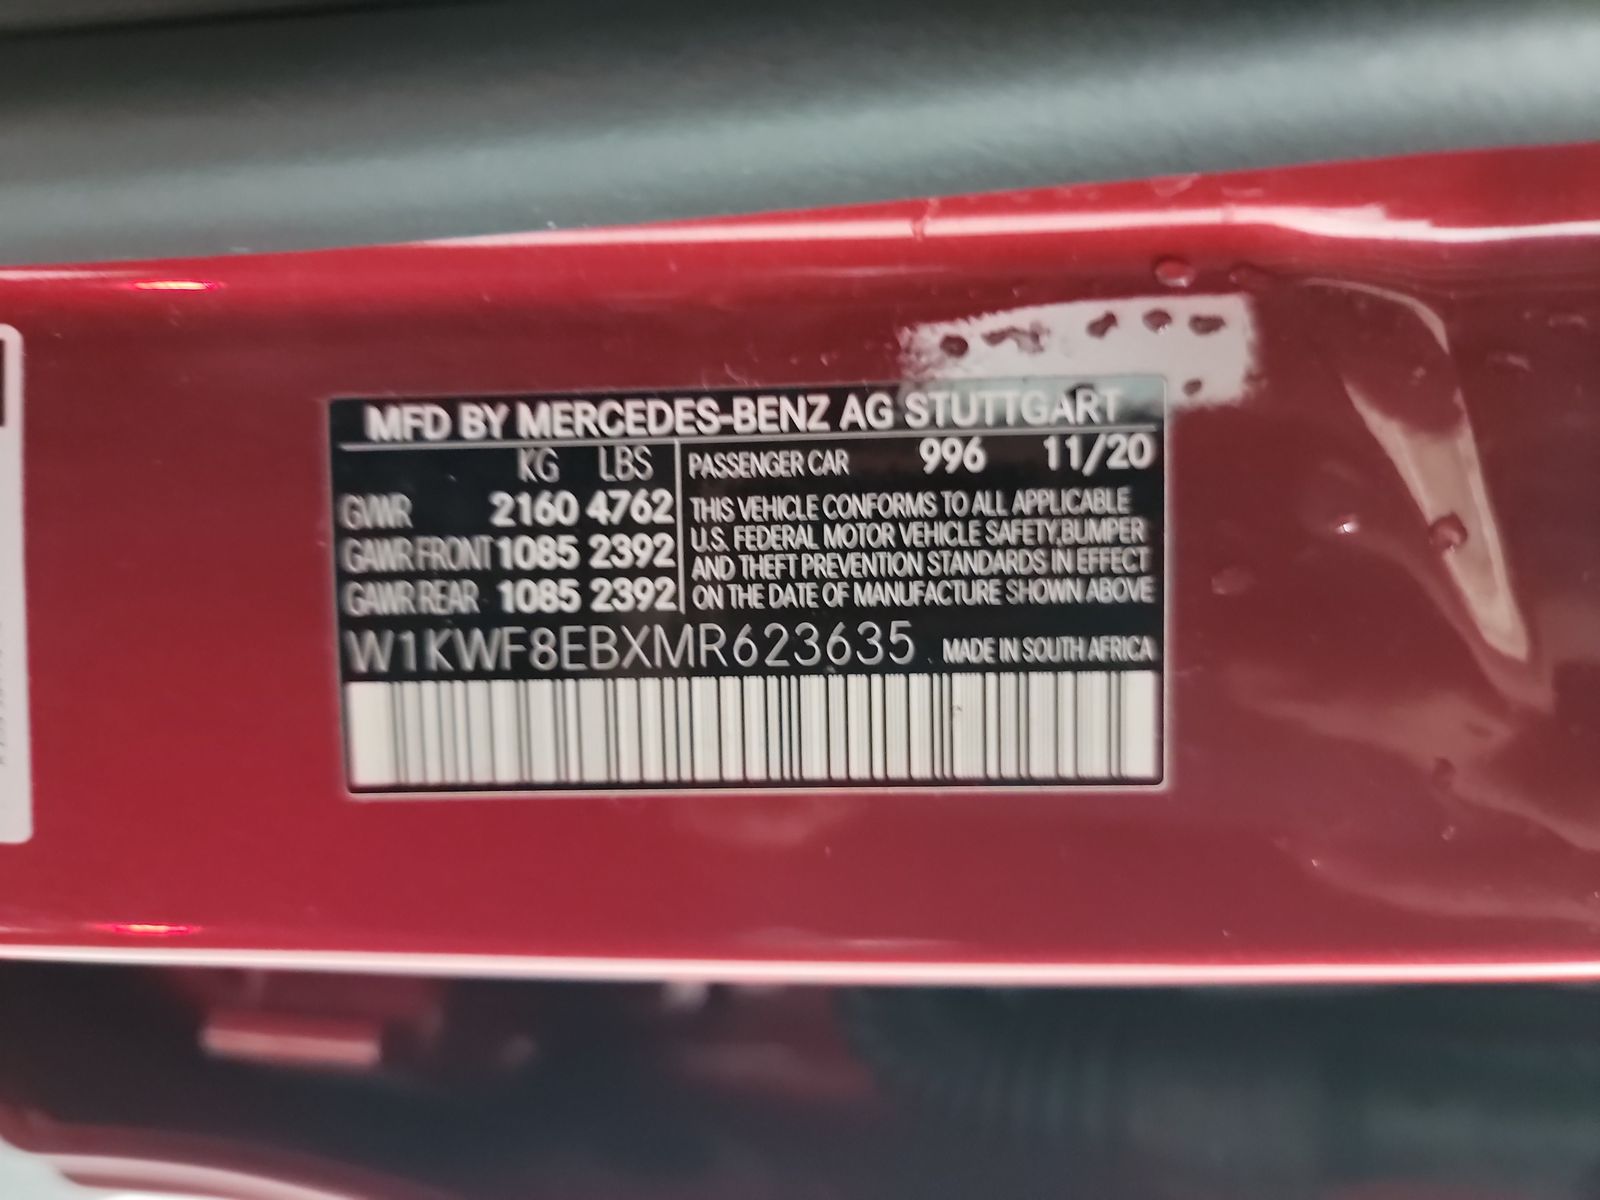 MFD BY MERCEDES-BENZ AG STUTTGART
KG LBS
GVWR 2160 4762
GAWR FRONT 1085 2392
GAWR REAR 1085 2392
PASSENGER CAR 996 11/20
THIS VEHICLE CONFORMS TO ALL APPLICABLE
U.S. FEDERAL MOTOR VEHICLE SAFETY,BUMPER
AND THEFT PREVENTION STANDARDS IN EFFECT
ON THE DATE OF MANUFACTURE SHOWN ABOVE
W1KWF8EBXMR623635 MADE IN SOUTH AFRICA